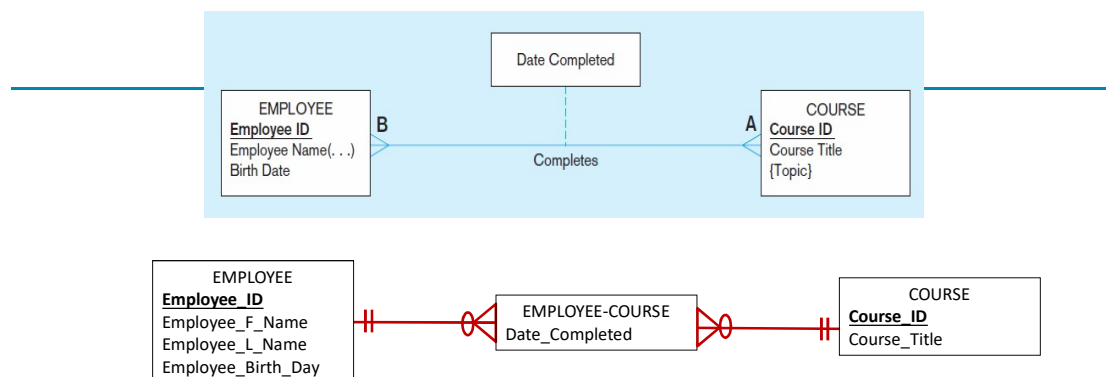 Date Completed
EMPLOYEE
Employee ID
Employee Name(. . .)
Birth Date
B
A
Completes
COURSE
Course ID
Course Title
{Topic}
EMPLOYEE
Employee_ID
Employee_F_Name
Employee_L_Name
Employee_Birth_Day
EMPLOYEE-COURSE
Date_Completed
COURSE
Course_ID
Course_Title